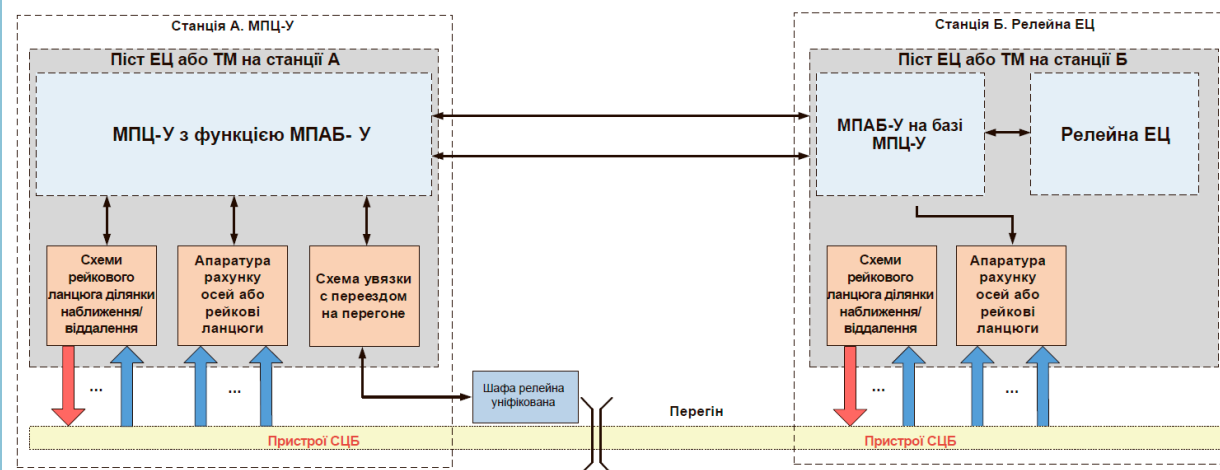 Станція А. МПЦ-У
Піст ЕЦ або ТМ на станції А
МПЦ-У з функцією МПАБ- У
Схеми
рейкового
ланцюга ділянки
наближення/
віддалення
Апаратура
рахунку
осей або
рейкові
ланцюги
Схема увязки
с переездом
на перегоне
...
...
Шафа релейна
уніфікована
Перегін
Пристрої СЦБ
Станція Б. Релейна ЕЦ
Піст ЕЦ або ТМ на станції Б
МПАБ-У на базі
МПЦ-У
Релейна ЕЦ
Схеми
рейкового
ланцюга ділянки
наближення/
віддалення
Апаратура
рахунку
осей або
рейкові
ланцюги
...
...
Пристрої СЦБ